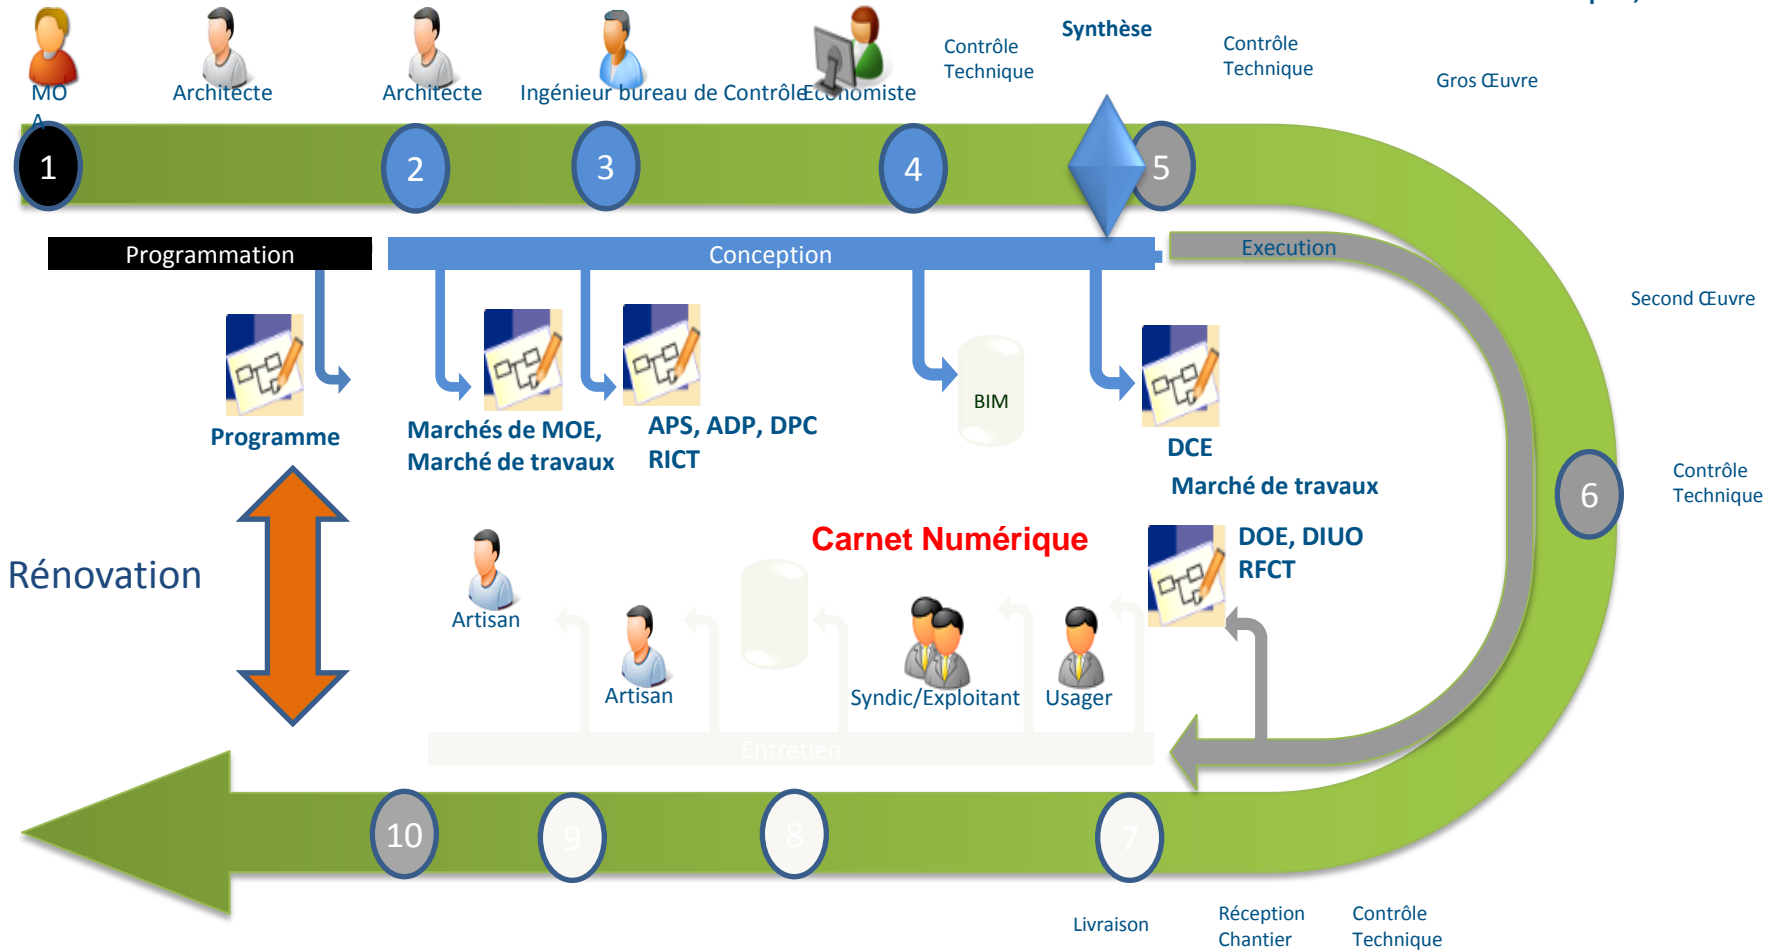 Synthèse
Contrôle
Technique
Contrôle
Technique
Gros Œuvre
MO
A
Architecte
Architecte
Ingénieur bureau de Contrôle
Economiste
1
2
3
4
5
Programmation
Conception
Execution
Second Œuvre
BIM
Programme
Marchés de MOE,
Marché de travaux
APS, ADP, DPC
RICT
DCE
Marché de travaux
6
Contrôle
Technique
Carnet Numérique
DOE, DIUO
RFCT
Rénovation
Artisan
Artisan
Syndic/Exploitant
Usager
Entretien
10
9
8
7
Livraison
Réception
Chantier
Contrôle
Technique